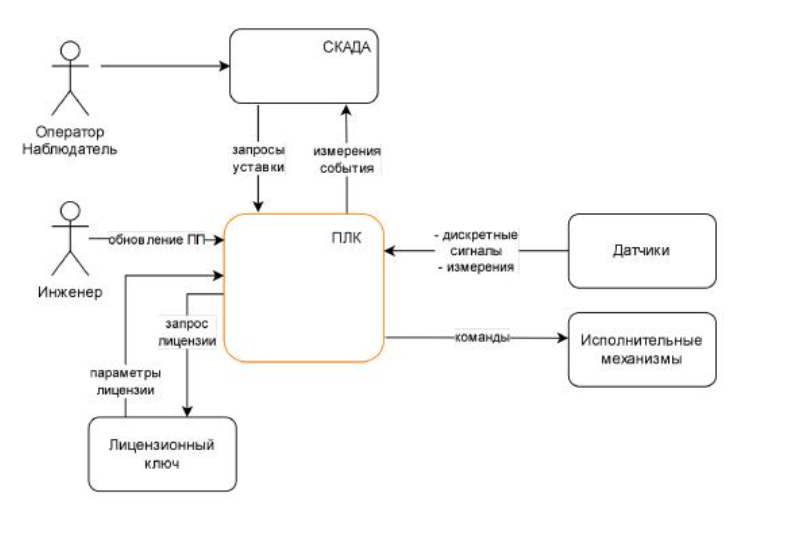 СКАДА
Оператор
Наблюдатель
запросы
уставки
измерения
события
ПЛК
обновление ПП
Инженер
- дискретные
сигналы
- измерения
Датчики
запрос
лицензии
команды
Исполнительные
механизмы
параметры
лицензии
Лицензионный
ключ